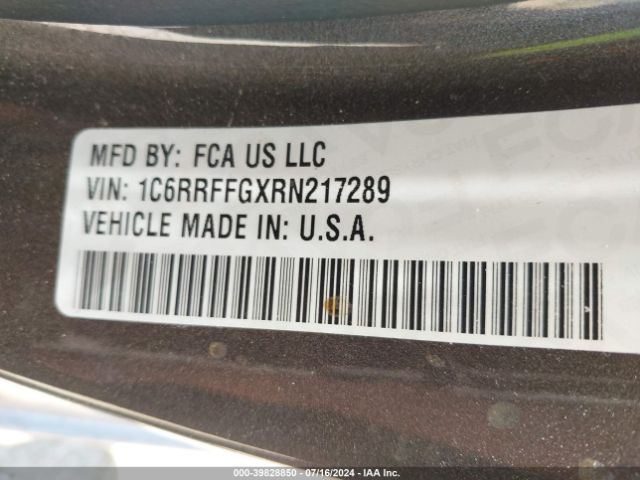 MFD BY: FCA US LLC
VIN: 1C6RRFFGXRN217289
VEHICLE MADE IN: U.S.A.
000-39828850 / 07/16/2024 - IAA Inc.